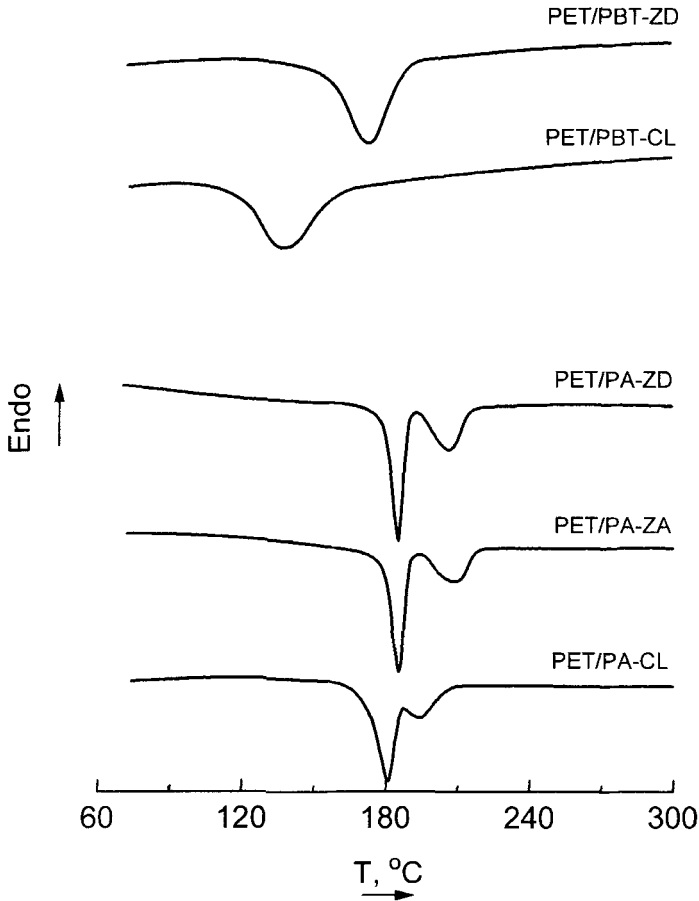 PET/PBT-ZD
PET/PBT-CL
PET/PA-ZD
Endo
PET/PA-ZA
PET/PA-CL
60 120 180 240 300
T, °C